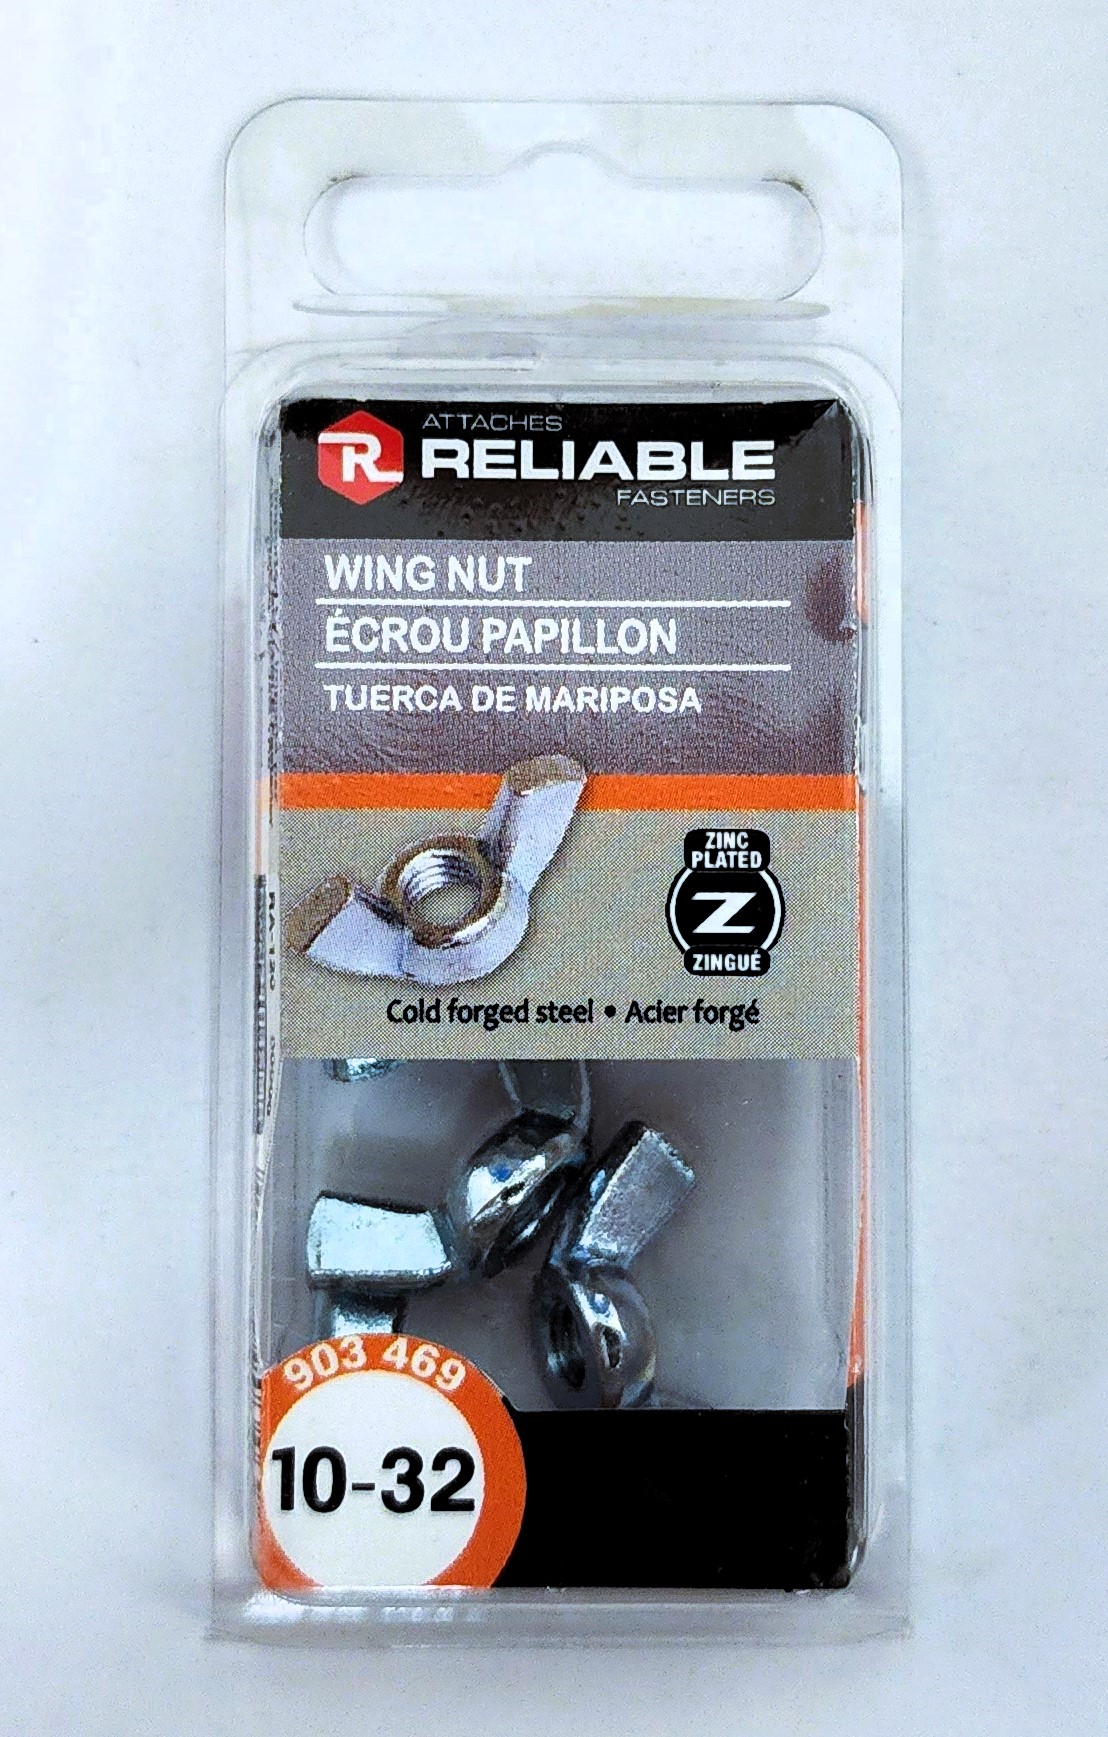 ATTACHES
RELIABLE
FASTENERS
WING NUT
ÉCROU PAPILLON
TUERCA DE MARIPOSA
ZINC
PLATED
Z
ZINGUÉ
Cold forged steel • Acier forgé
903 469
10-32